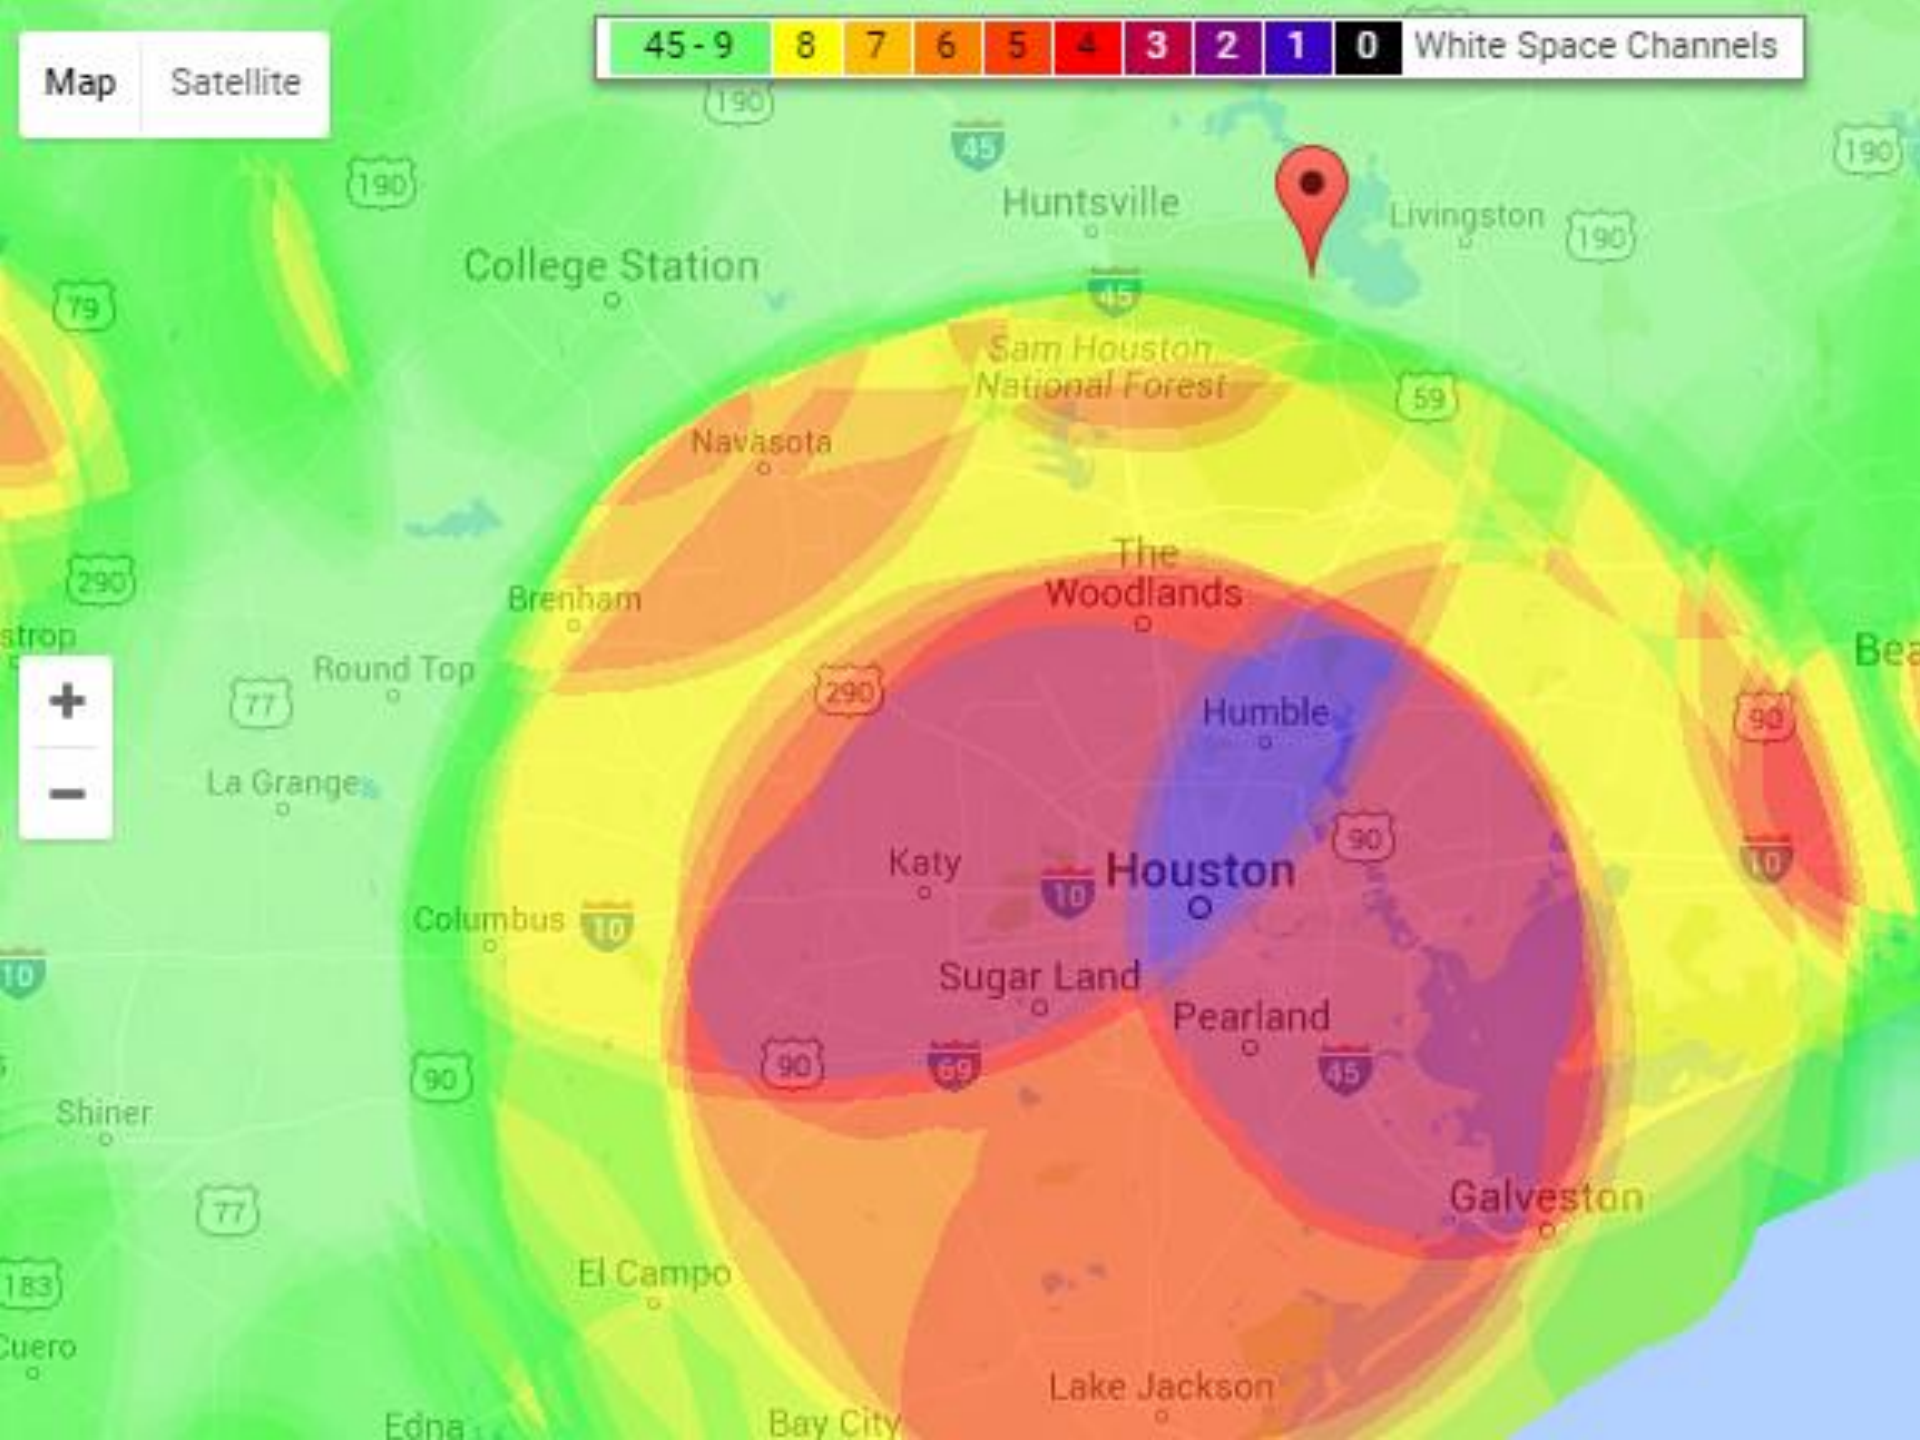 45 - 9 8 7 6 5 4 3 2 1 0 White Space Channels
Map Satellite
190
45
190
190
Huntsville
Livingston
190
College Station
79
45
Sam Houston
National Forest
59
Navasota
The
Woodlands
290
Brenham
strop
Round Top
Bea
77
290
Humble
90
+
La Grange
−
90
Katy
10
Houston
10
Columbus
10
10
Sugar Land
Pearland
90
90
69
45
Shiner
77
Galveston
El Campo
183
Cuero
Lake Jackson
Edna
Bay City